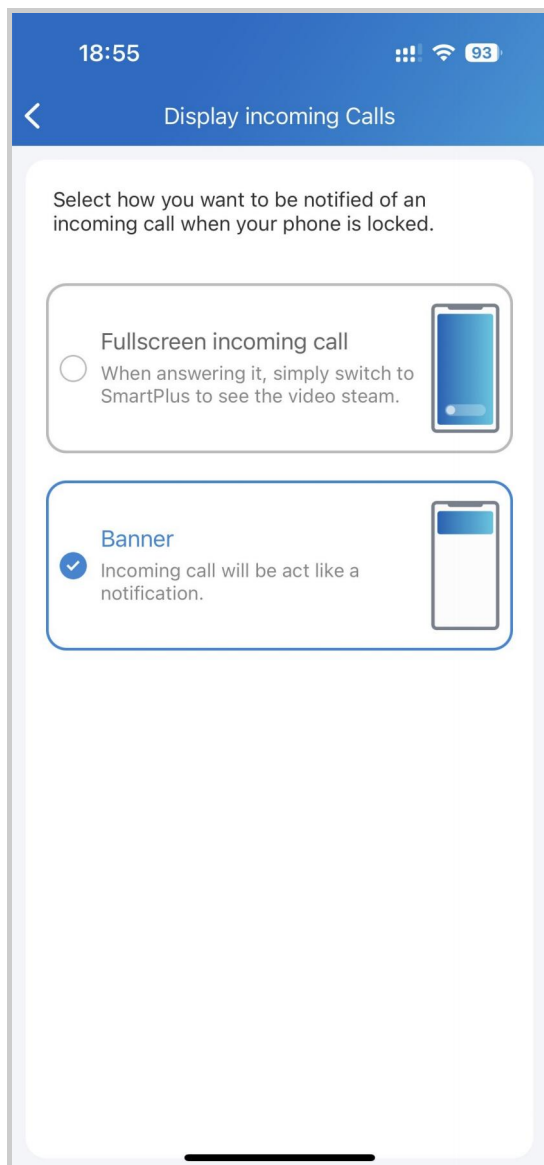 18:55
93
Display incoming Calls
Select how you want to be notified of an
incoming call when your phone is locked.
Fullscreen incoming call
When answering it, simply switch to
SmartPlus to see the video steam.
Banner
Incoming call will be act like a
notification.